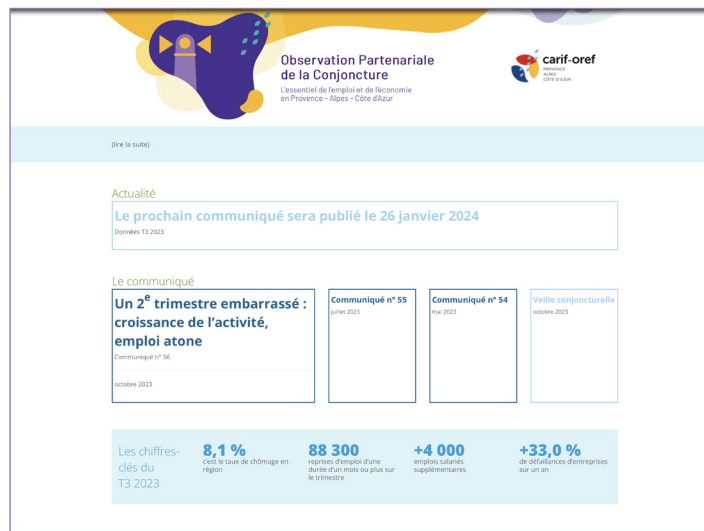 Observation Partenariale
de la Conjoncture
L'essentiel de l'emploi et de l'économie
en Provence – Alpes – Côte d'Azur
carif-oref
PROVENCE
ALPES
CÔTE D'AZUR
(lire la suite)
Actualité
Le prochain communiqué sera publié le 26 janvier 2024
Données T3 2023
Le communiqué
Un 2e trimestre embarrassé :
croissance de l'activité,
emploi atone
Communiqué n° 56
octobre 2023
Communiqué n° 55
juillet 2023
Communiqué n° 54
mai 2023
Veille conjoncturelle
octobre 2023
Les chiffres-
clés du
T3 2023
8,1 %
c'est le taux de chômage en
région
88 300
reprises d'emploi d'une
durée d'un mois ou plus sur
le trimestre
+4 000
emplois salariés
supplémentaires
+33,0 %
de défaillances d'entreprises
sur un an